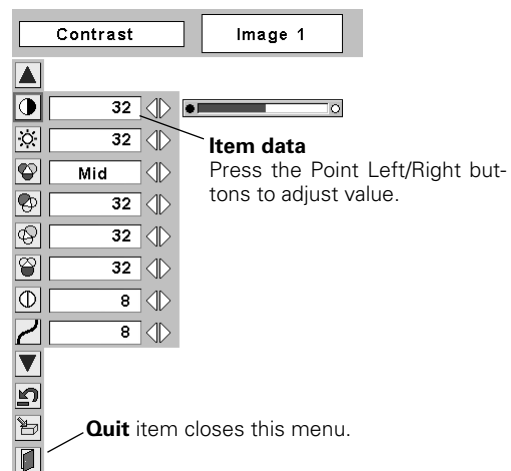 Contrast
Image 1
32
32
Mid
32
32
32
8
8
Item data
Press the Point Left/Right but-
tons to adjust value.
Quit item closes this menu.